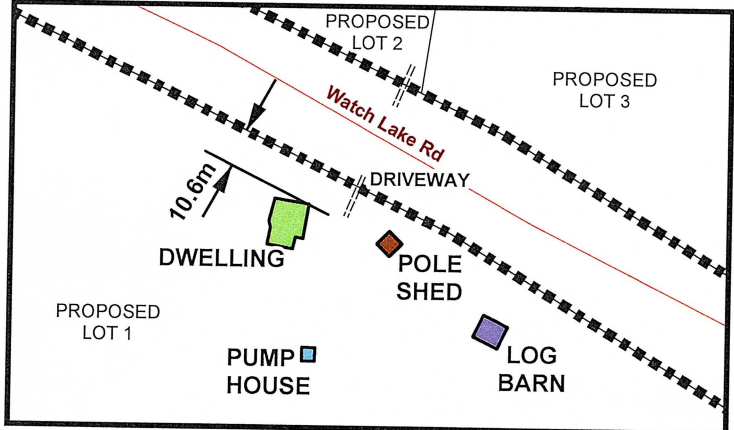 PROPOSED
LOT 2
PROPOSED
LOT 3
Watch Lake Rd
DRIVEWAY
10.6m
DWELLING
POLE
SHED
PROPOSED
LOT 1
PUMP
HOUSE
LOG
BARN